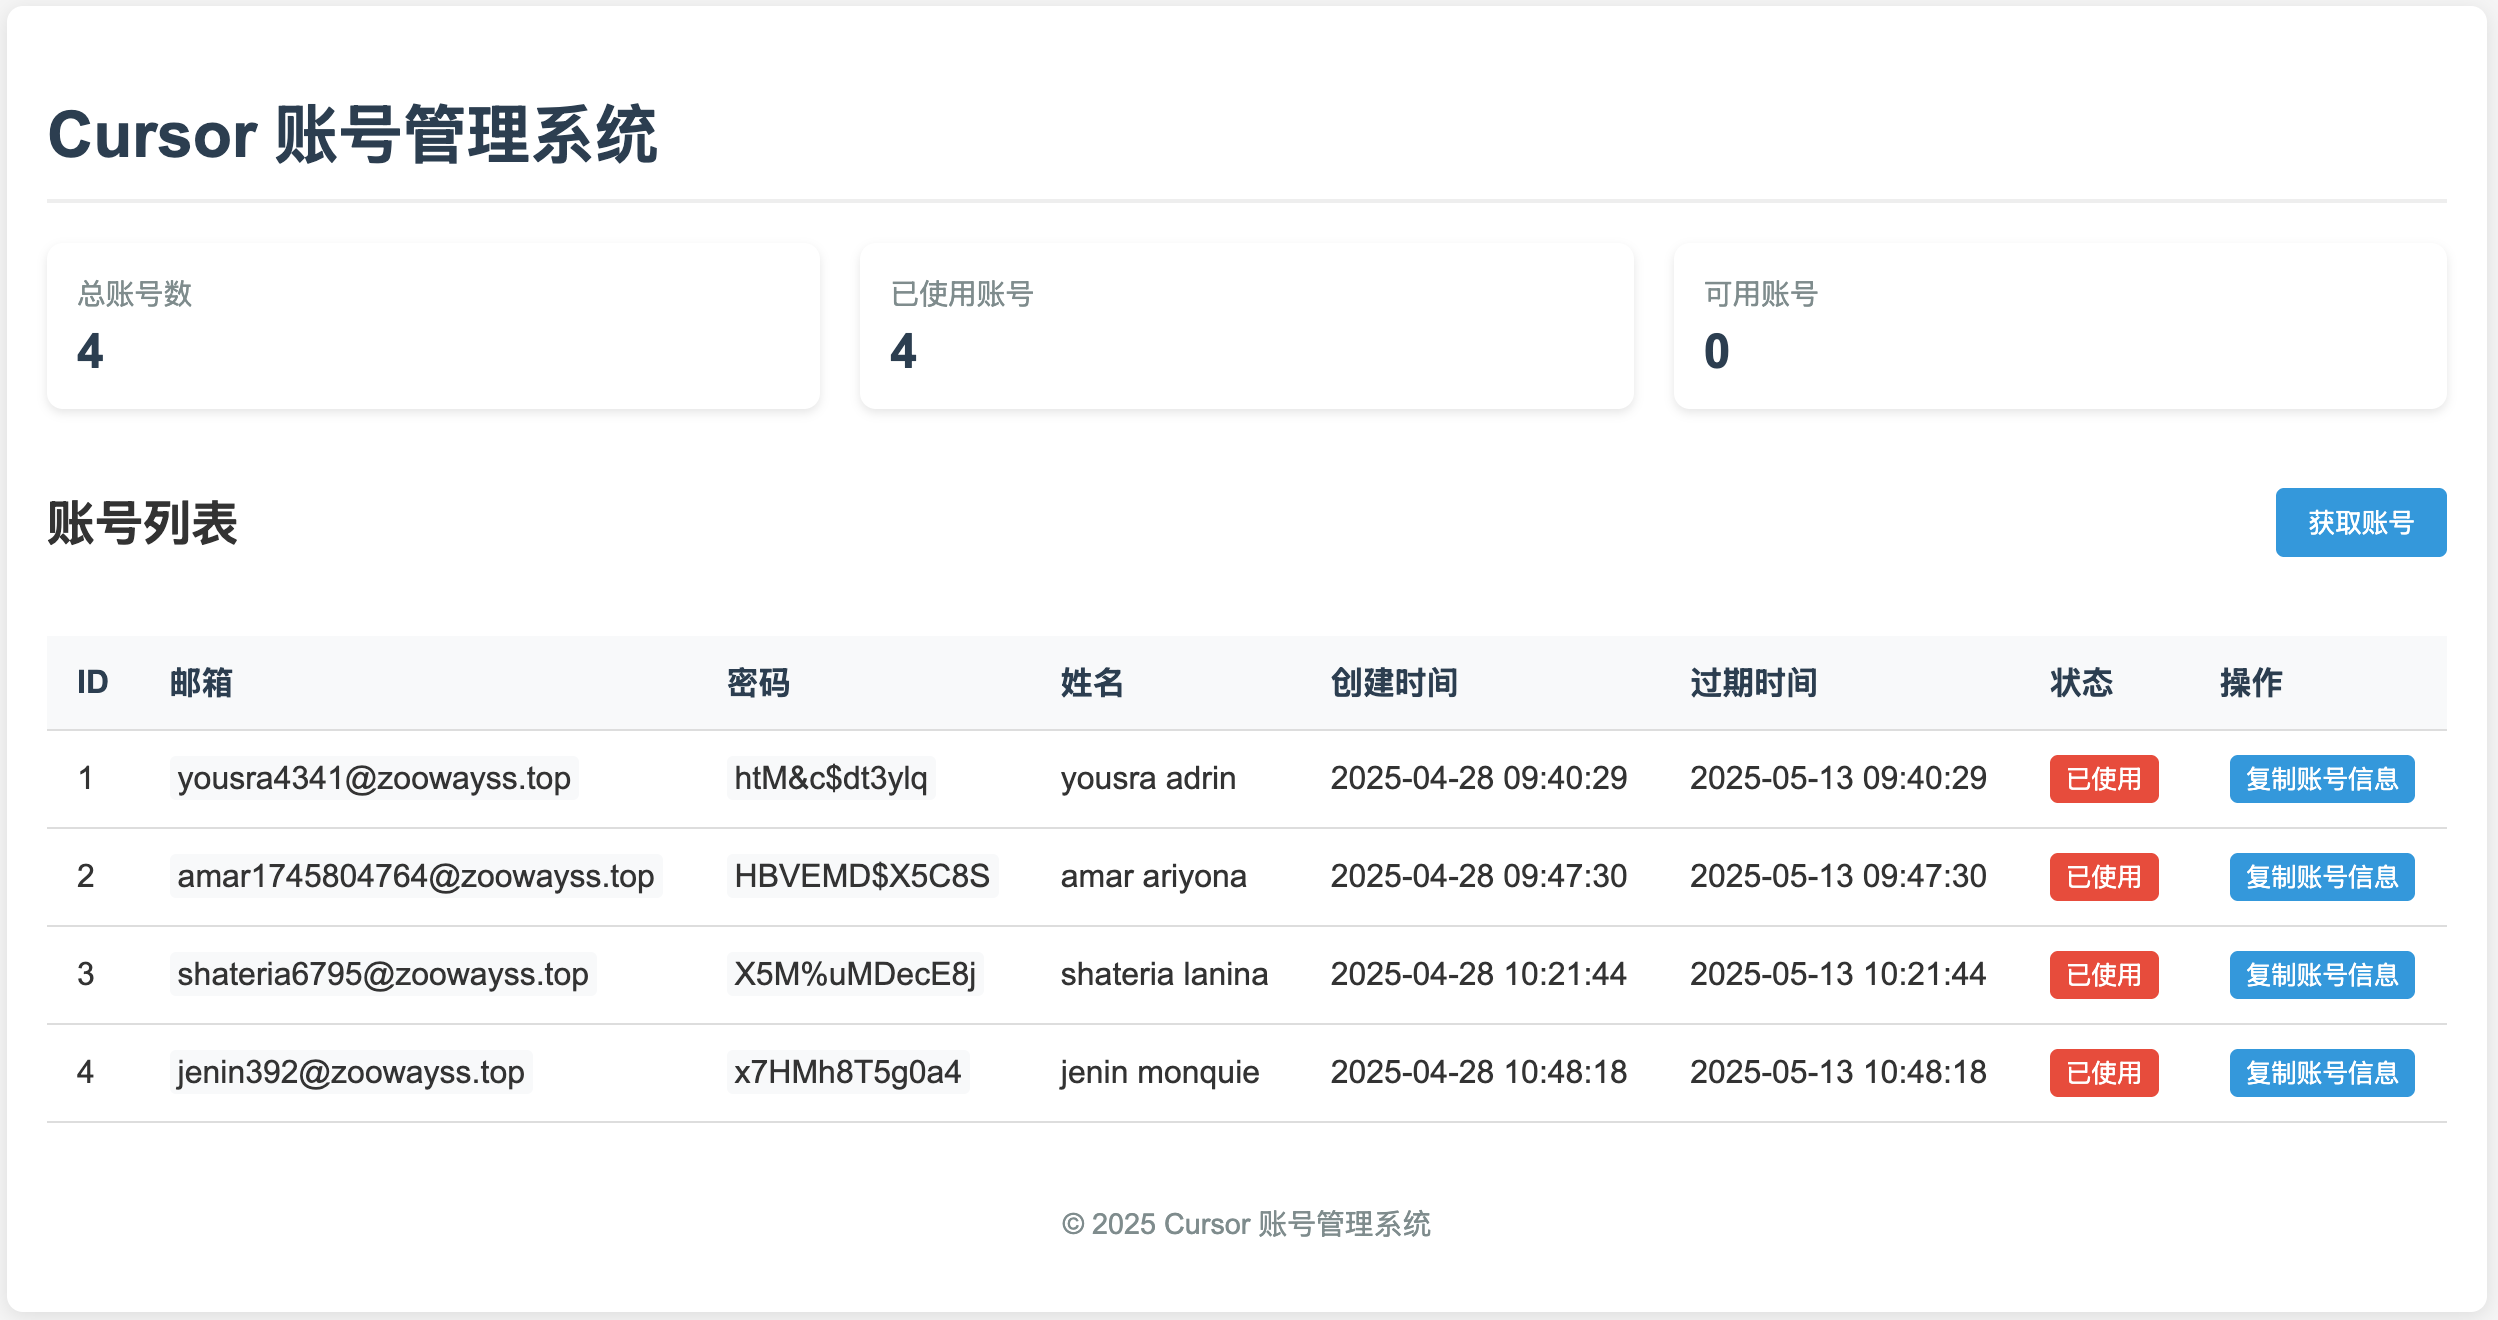 Cursor 账号管理系统
总账号数
4
已使用账号
4
可用账号
0
账号列表
获取账号
ID 邮箱 密码 姓名 创建时间 过期时间 状态 操作
1 yousra4341@zoowayss.top htM&c$dt3ylq yousra adrin 2025-04-28 09:40:29 2025-05-13 09:40:29 已使用 复制账号信息
2 amar1745804764@zoowayss.top HBVEMD$X5C8S amar ariyona 2025-04-28 09:47:30 2025-05-13 09:47:30 已使用 复制账号信息
3 shateria6795@zoowayss.top X5M%uMDecE8j shateria lanina 2025-04-28 10:21:44 2025-05-13 10:21:44 已使用 复制账号信息
4 jenin392@zoowayss.top x7HMh8T5g0a4 jenin monquie 2025-04-28 10:48:18 2025-05-13 10:48:18 已使用 复制账号信息
© 2025 Cursor 账号管理系统